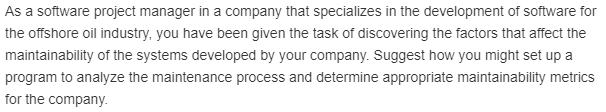 As a software project manager in a company that specializes in the development of software for
the offshore oil industry, you have been given the task of discovering the factors that affect the
maintainability of the systems developed by your company. Suggest how you might set up a
program to analyze the maintenance process and determine appropriate maintainability metrics
for the company.